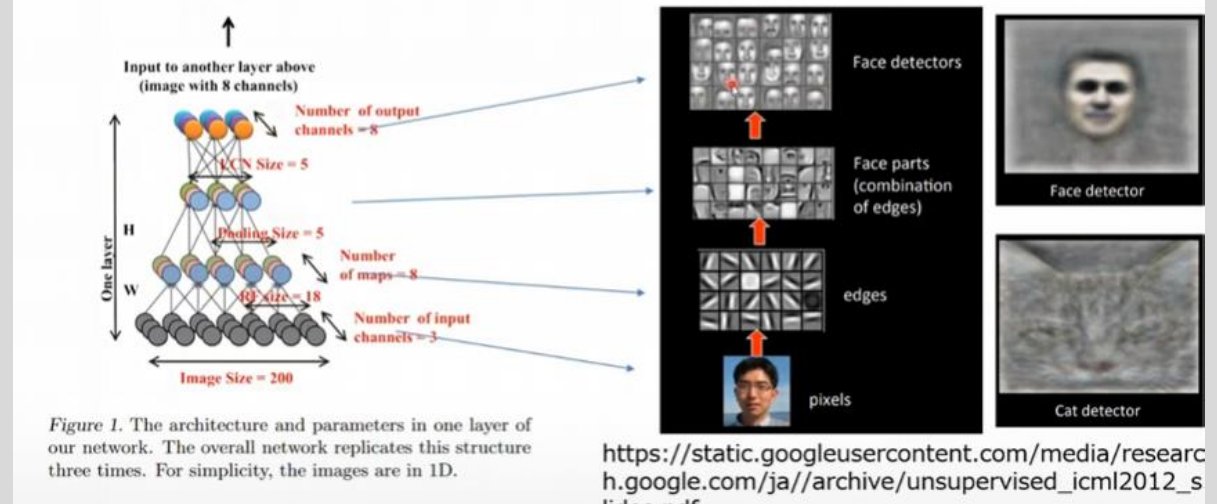 Input to another layer above
(image with 8 channels)
Number of output
channels = 8
LCN Size = 5
Pooling Size = 5
Number
of maps = 8
RF size = 18
Number of input
channels = 3
Image Size = 200
One layer
H
W
Figure 1. The architecture and parameters in one layer of
our network. The overall network replicates this structure
three times. For simplicity, the images are in 1D.
Face detectors
Face parts
(combination
of edges)
edges
pixels
Face detector
Cat detector
https://static.googleusercontent.com/media/researc
h.google.com/ja//archive/unsupervised_icml2012_s